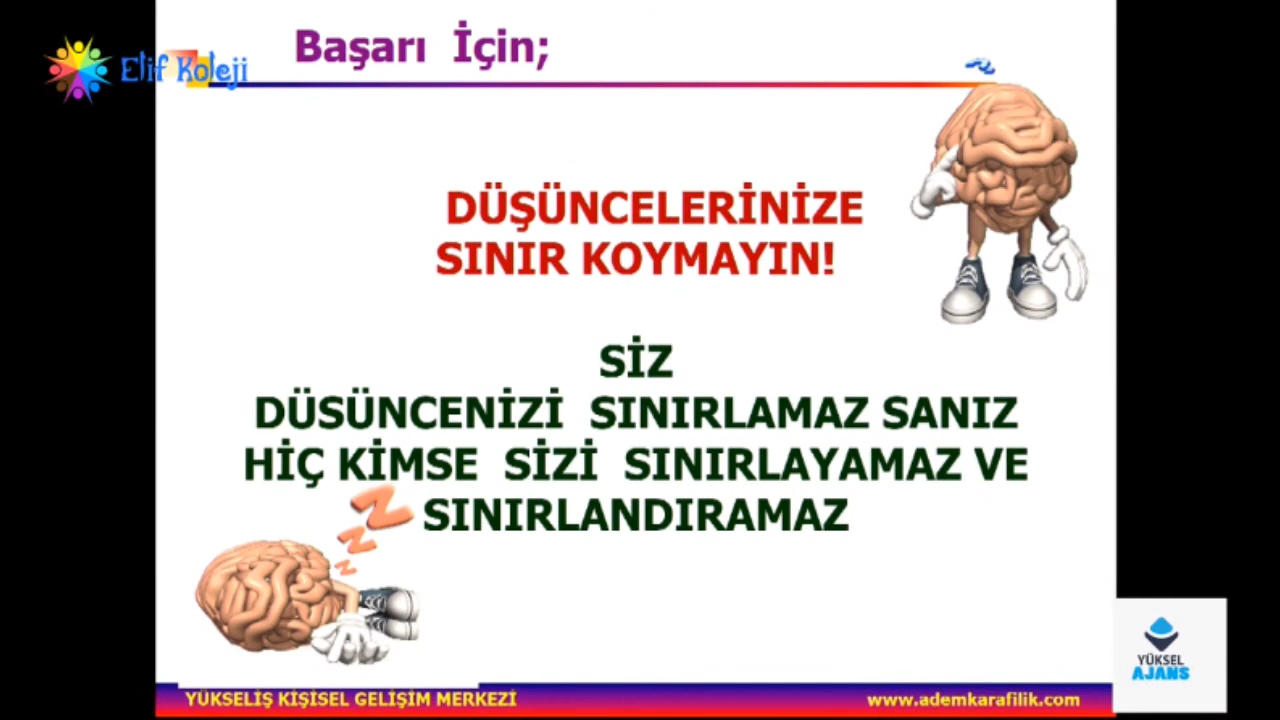 Başarı İçin;
Elif Koleji
DÜŞÜNCELERİNİZE
SINIR KOYMAYIN!
SİZ
DÜSÜNCENİZİ SINIRLAMAZ SANIZ
HİÇ KİMSE SİZİ SINIRLAYAMAZ VE
SINIRLANDIRAMAZ
Z
Z
Z
YÜKSEL
AJANS
YÜKSELİŞ KİŞİSEL GELİŞİM MERKEZİ
www.ademkarafilik.com